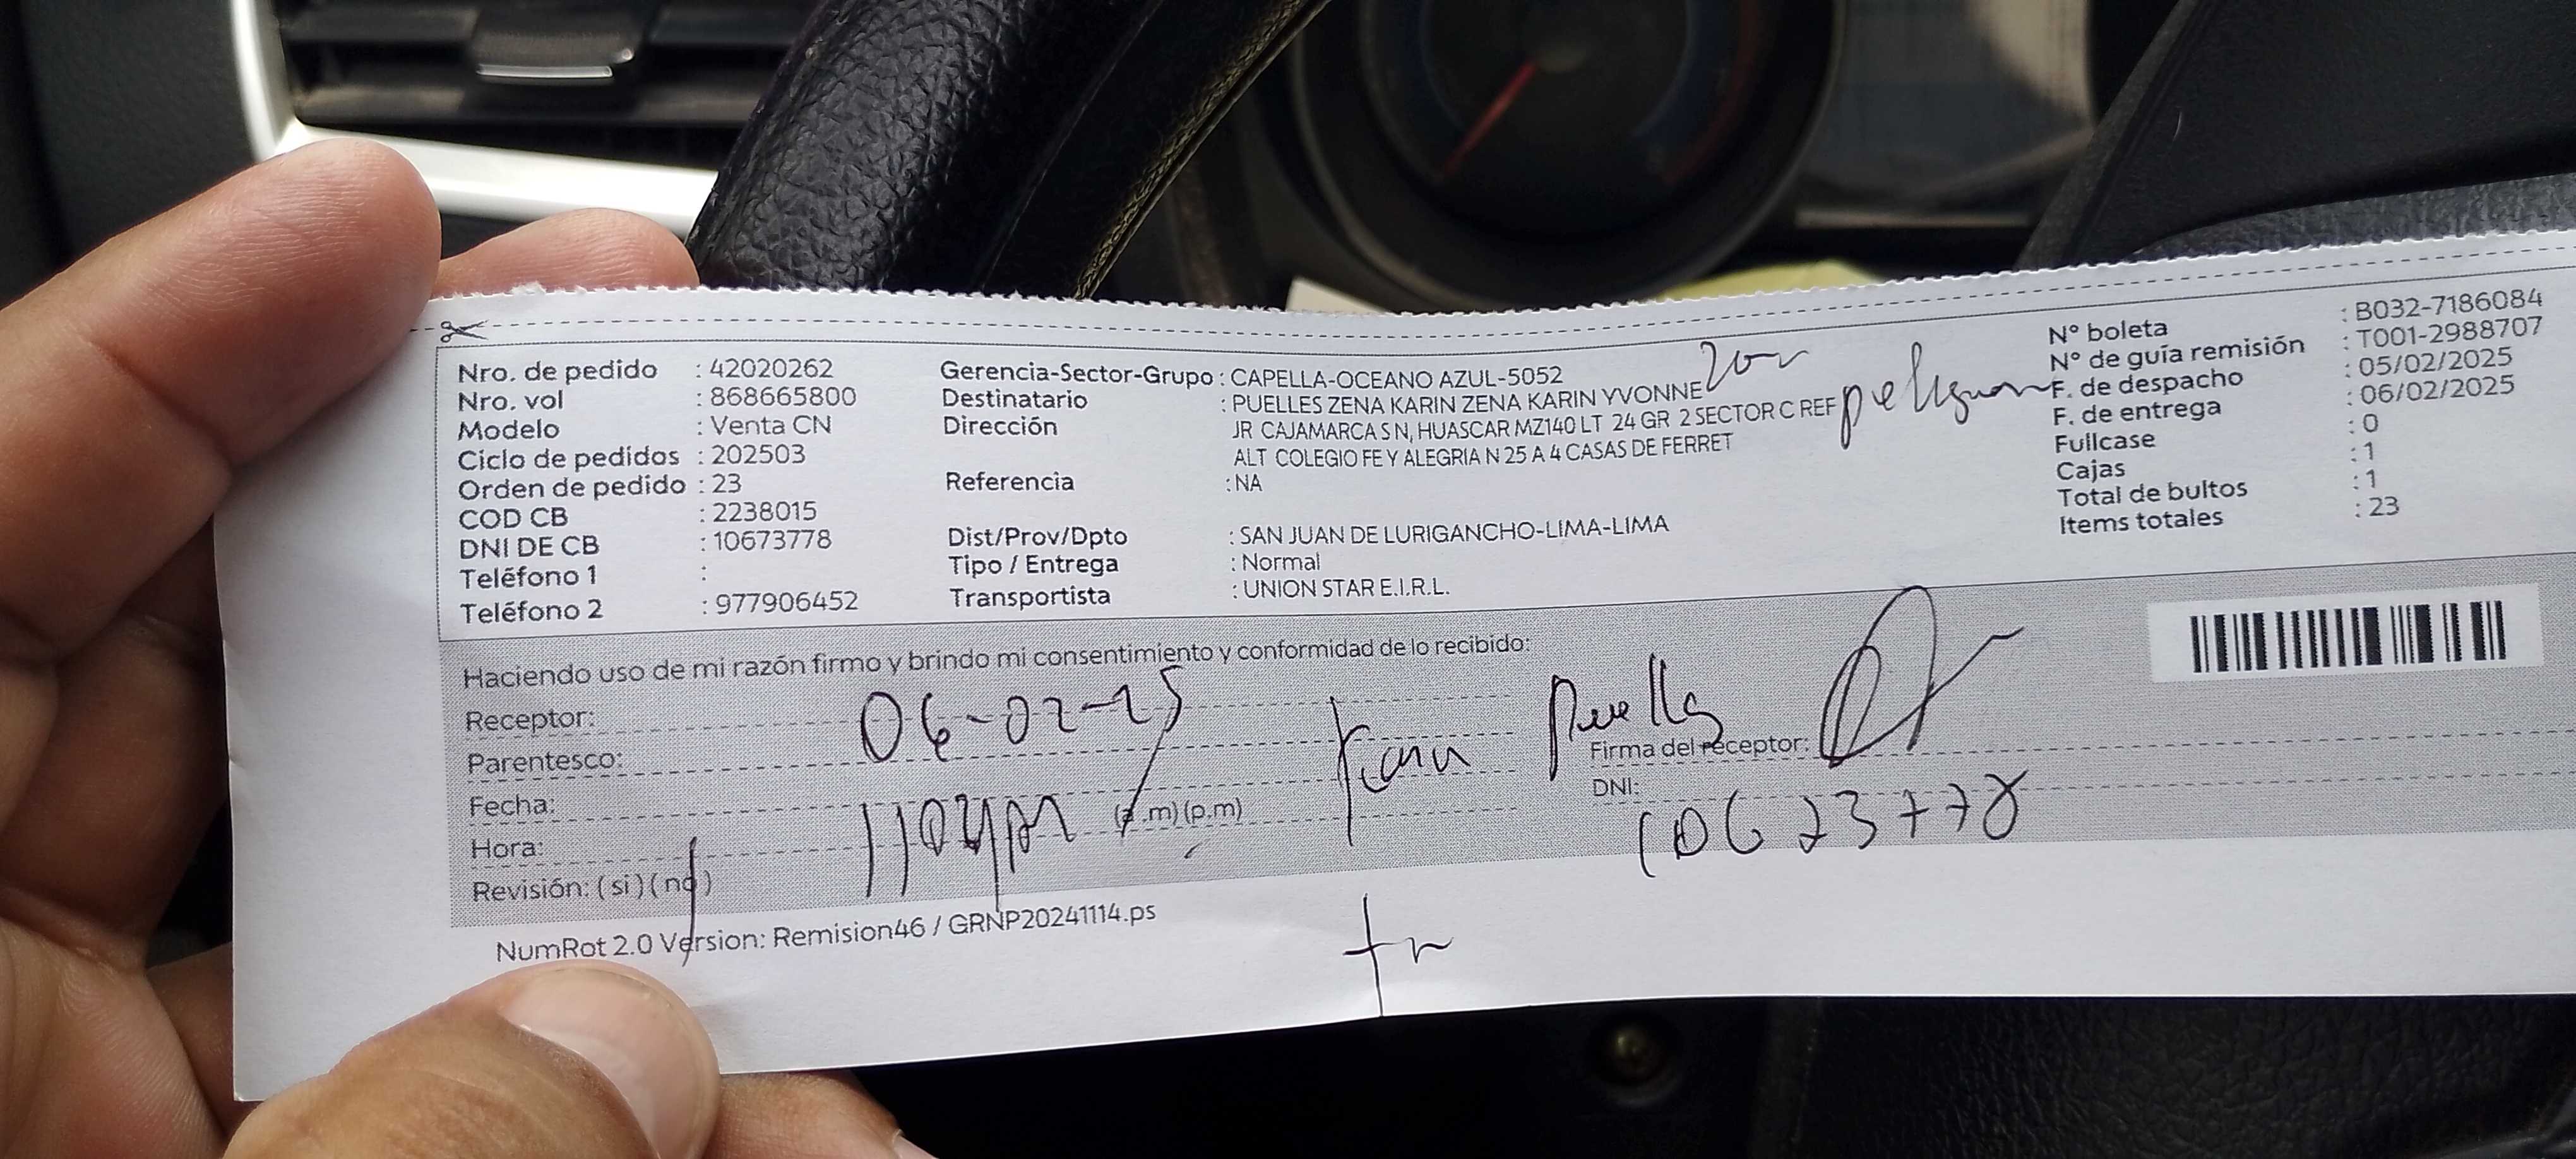 Nro. de pedido : 42020262
Nro. vol : 868665800
Modelo : Venta CN
Ciclo de pedidos : 202503
Orden de pedido : 23
COD CB : 2238015
DNI DE CB : 10673778
Teléfono 1 :
Teléfono 2 : 977906452
Gerencia-Sector-Grupo : CAPELLA-OCEANO AZUL-5052
Destinatario : PUELLES ZENA KARIN ZENA KARIN YVONNE
Dirección JR CAJAMARCA S N, HUASCAR MZ140 LT 24 GR 2 SECTOR C REF
ALT COLEGIO FE Y ALEGRIA N 25 A 4 CASAS DE FERRET
Referencia : NA
Dist/Prov/Dpto : SAN JUAN DE LURIGANCHO-LIMA-LIMA
Tipo / Entrega : Normal
Transportista : UNION STAR E.I.R.L.
N° boleta : B032-7186084
N° de guía remisión : T001-2988707
F. de despacho : 05/02/2025
F. de entrega : 06/02/2025
Fullcase : 0
Cajas : 1
Total de bultos : 1
Items totales : 23
Haciendo uso de mi razón firmo y brindo mi consentimiento y conformidad de lo recibido:
Receptor:
Parentesco: 06-02-25
Fecha:
Hora: (a.m) (p.m)
Revisión: (si) (no)
Puelles
Firma del receptor:
DNI: 10673778
NumRot 2.0 Version: Remision46 / GRNP20241114.ps